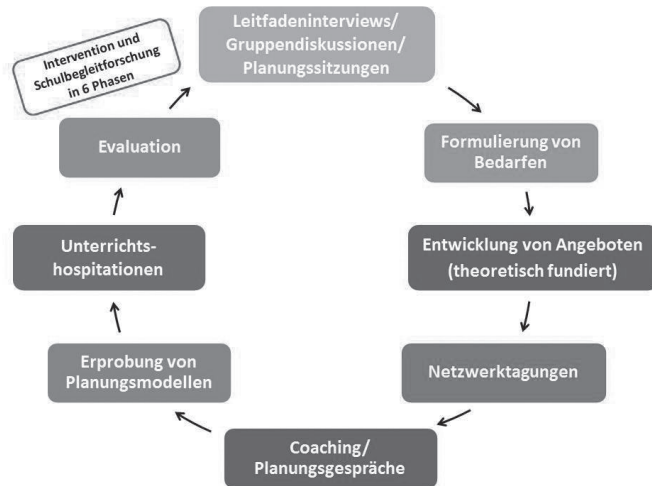 Intervention und
Schulbegleitforschung
in 6 Phasen
Leitfadeninterviews/
Gruppendiskussionen/
Planungssitzungen
Formulierung von
Bedarfen
Entwicklung von Angeboten
(theoretisch fundiert)
Netzwerktagungen
Coaching/
Planungsgespräche
Erprobung von
Planungsmodellen
Unterrichts-
hospitationen
Evaluation